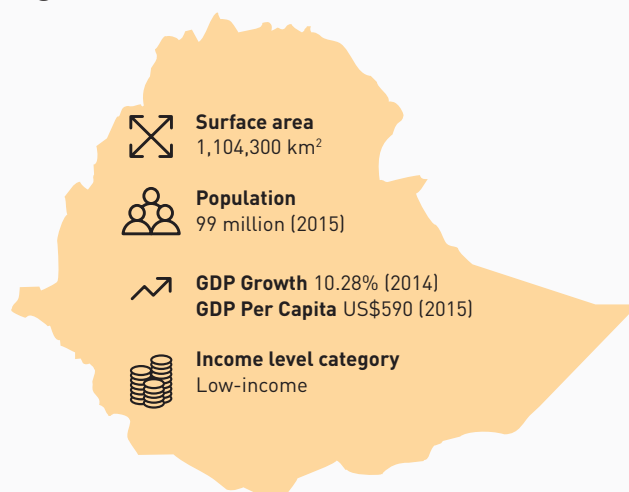 Surface area
1,104,300 km²
Population
99 million (2015)
GDP Growth 10.28% (2014)
GDP Per Capita US$590 (2015)
Income level category
Low-income